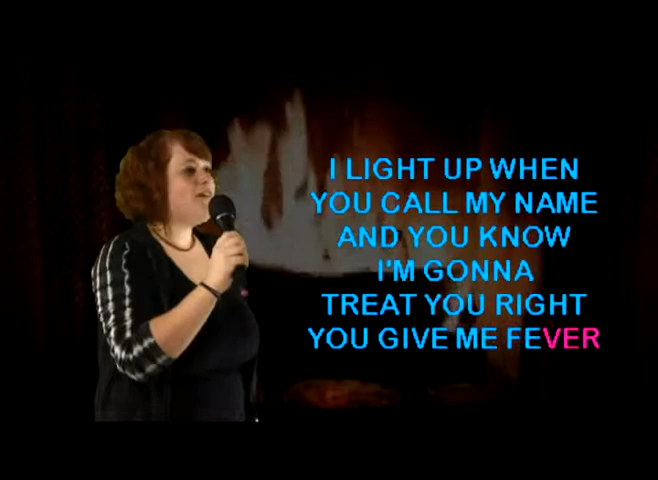 I LIGHT UP WHEN
YOU CALL MY NAME
AND YOU KNOW
I'M GONNA
TREAT YOU RIGHT
YOU GIVE ME FEVER